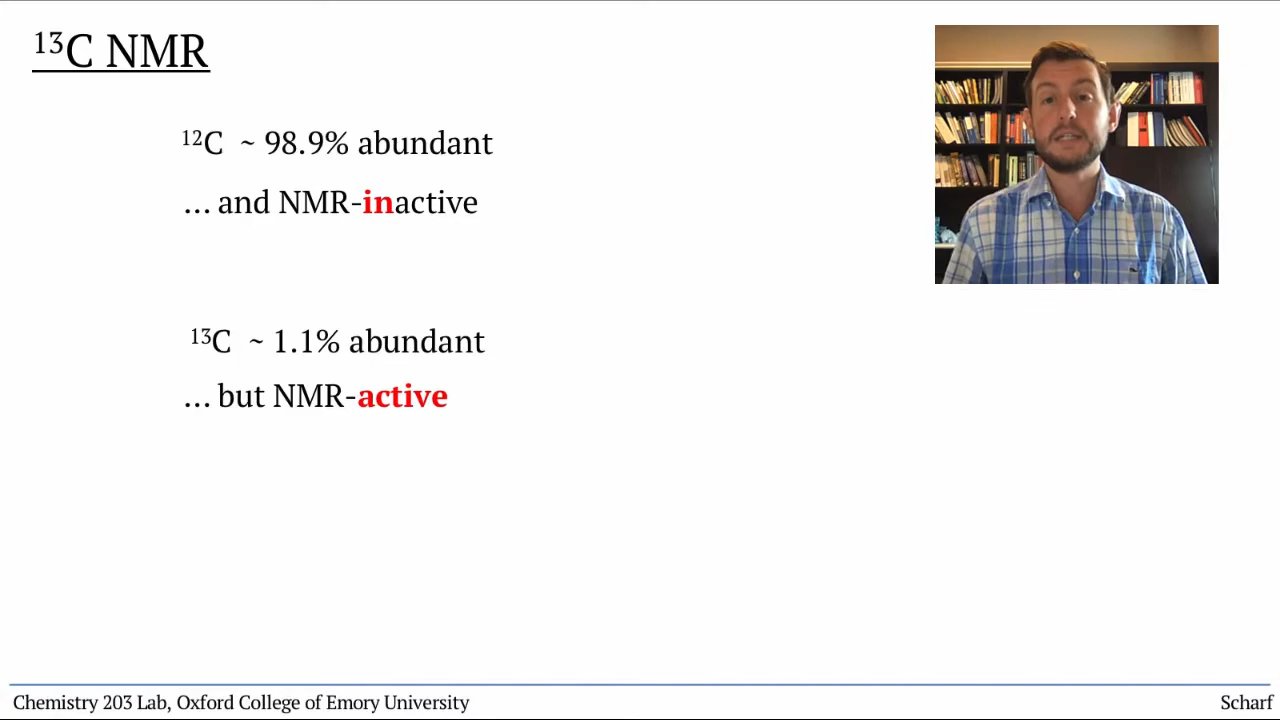 ¹³C NMR
¹²C ~ 98.9% abundant
… and NMR-inactive
¹³C ~ 1.1% abundant
… but NMR-active
Chemistry 203 Lab, Oxford College of Emory University
Scharf